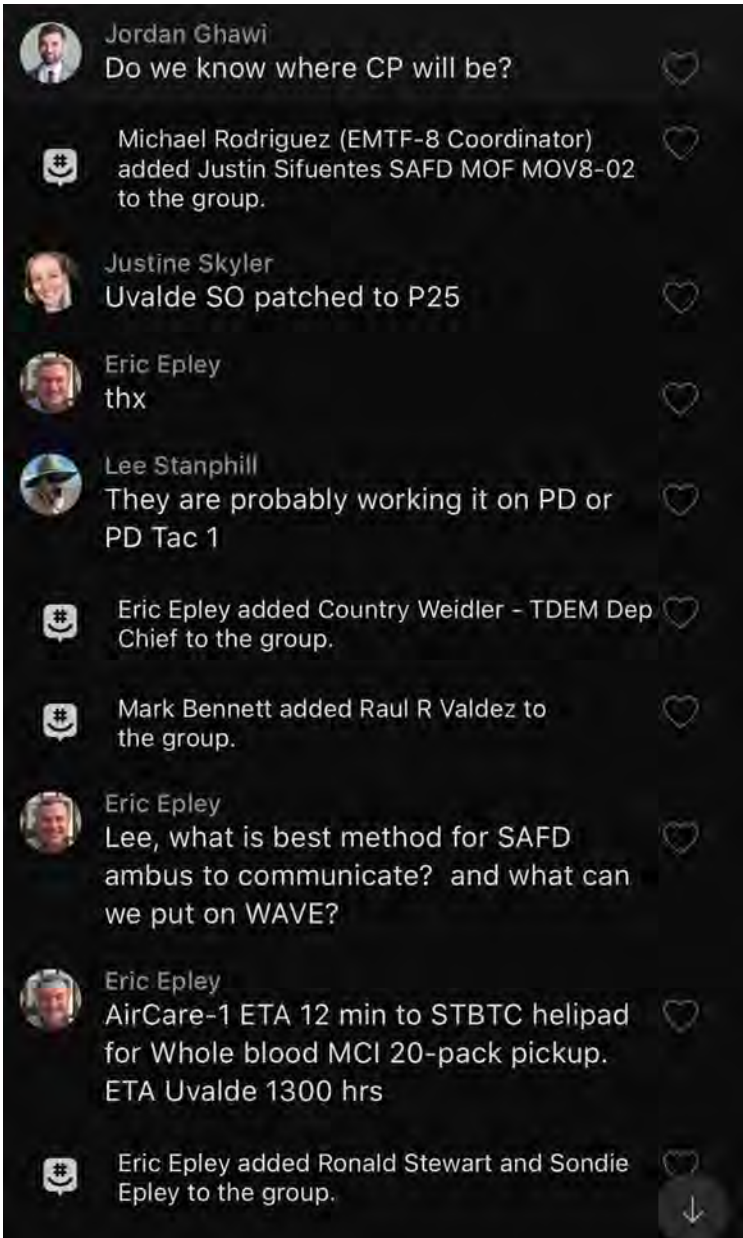 Jordan Ghawi
Do we know where CP will be?
Michael Rodriguez (EMTF-8 Coordinator)
added Justin Sifuentes SAFD MOF MOV8-02
to the group.
Justine Skyler
Uvalde SO patched to P25
Eric Epley
thx
Lee Stanphill
They are probably working it on PD or
PD Tac 1
Eric Epley added Country Weidler - TDEM Dep
Chief to the group.
Mark Bennett added Raul R Valdez to
the group.
Eric Epley
Lee, what is best method for SAFD
ambus to communicate?  and what can
we put on WAVE?
Eric Epley
AirCare-1 ETA 12 min to STBTC helipad
for Whole blood MCI 20-pack pickup.
ETA Uvalde 1300 hrs
Eric Epley added Ronald Stewart and Sondie
Epley to the group.